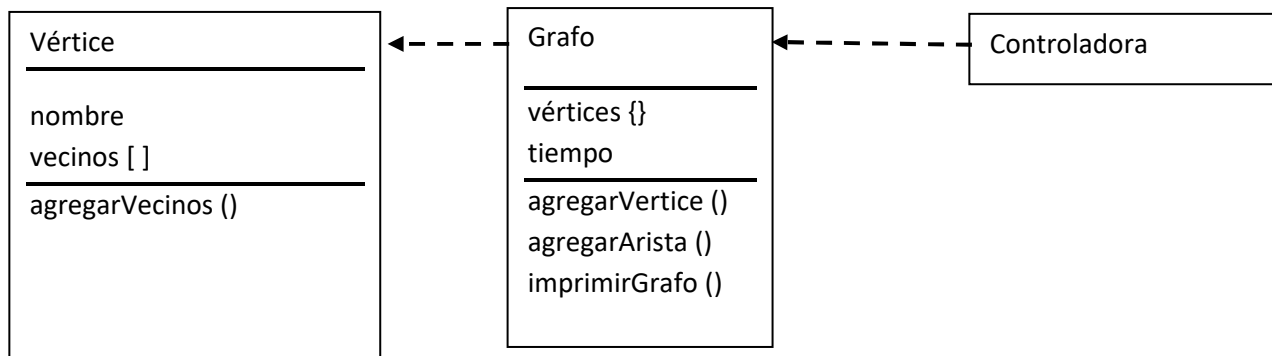 Vértice
nombre
vecinos [ ]
agregarVecinos ()
Grafo
vértices {}
tiempo
agregarVertice ()
agregarArista ()
imprimirGrafo ()
Controladora